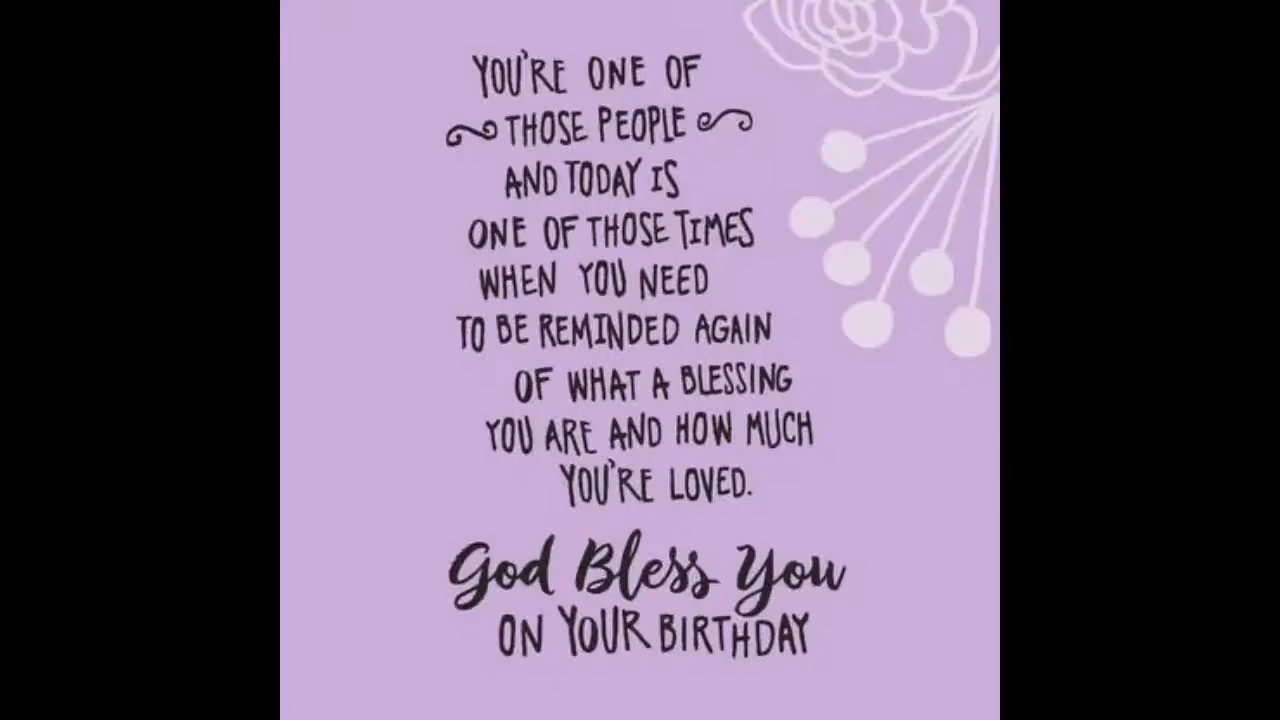 YOU'RE ONE OF
THOSE PEOPLE
AND TODAY IS
ONE OF THOSE TIMES
WHEN YOU NEED
TO BE REMINDED AGAIN
OF WHAT A BLESSING
YOU ARE AND HOW MUCH
YOU'RE LOVED.
God Bless You
ON YOUR BIRTHDAY